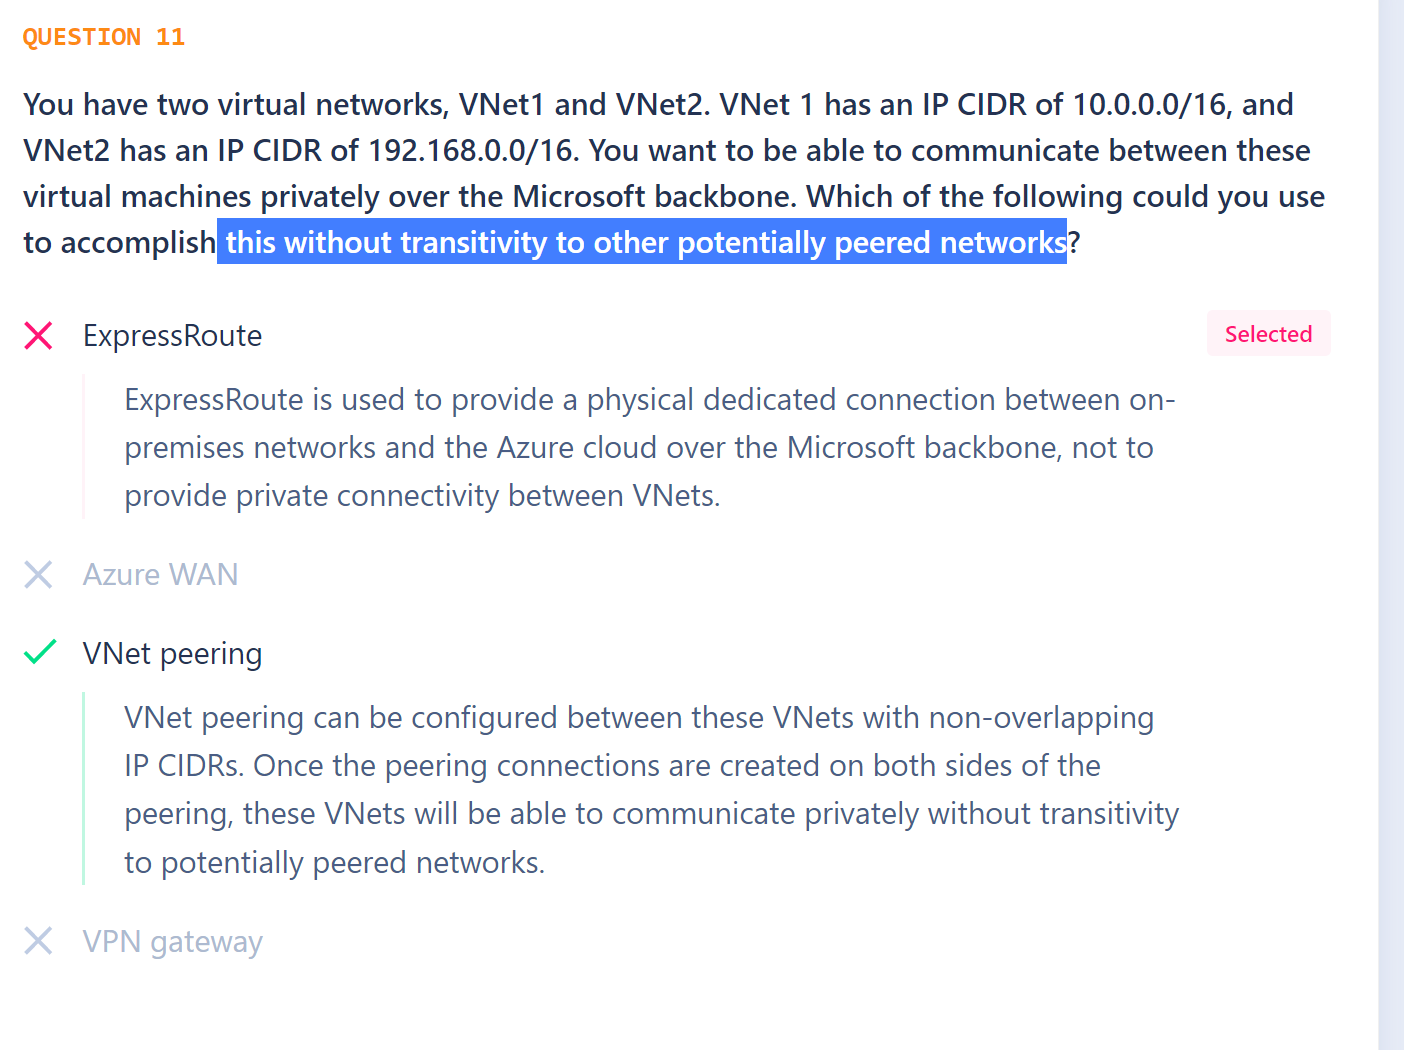 QUESTION 11
You have two virtual networks, VNet1 and VNet2. VNet 1 has an IP CIDR of 10.0.0.0/16, and
VNet2 has an IP CIDR of 192.168.0.0/16. You want to be able to communicate between these
virtual machines privately over the Microsoft backbone. Which of the following could you use
to accomplish this without transitivity to other potentially peered networks?
ExpressRoute
Selected
ExpressRoute is used to provide a physical dedicated connection between on-
premises networks and the Azure cloud over the Microsoft backbone, not to
provide private connectivity between VNets.
Azure WAN
VNet peering
VNet peering can be configured between these VNets with non-overlapping
IP CIDRs. Once the peering connections are created on both sides of the
peering, these VNets will be able to communicate privately without transitivity
to potentially peered networks.
VPN gateway